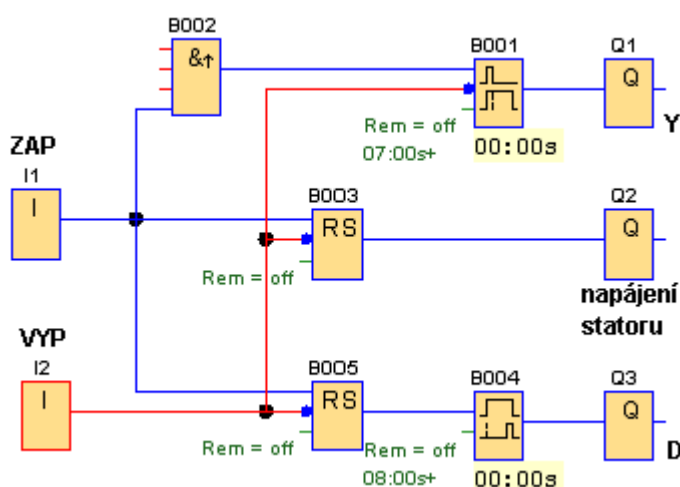 B002
&↑
B001
Q1
Q
Y
Rem = off
07:00s+
00:00s
ZAP
I1
I
B003
RS
Rem = off
Q2
Q
napájení
statoru
VYP
I2
I
B005
RS
Rem = off
B004
Rem = off
08:00s+
00:00s
Q3
Q
D